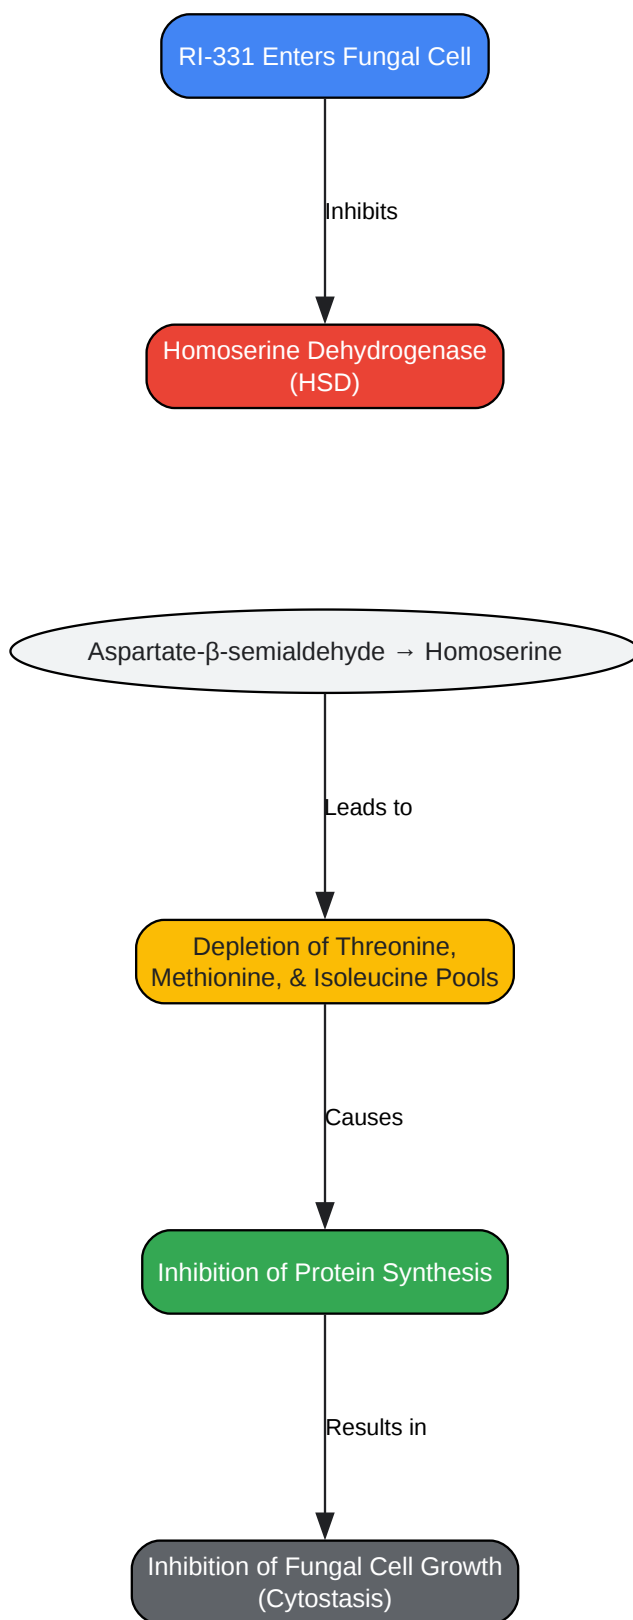 RI-331 Enters Fungal Cell
Inhibits
Homoserine Dehydrogenase
(HSD)
Aspartate-β-semialdehyde → Homoserine
Leads to
Depletion of Threonine,
Methionine, & Isoleucine Pools
Causes
Inhibition of Protein Synthesis
Results in
Inhibition of Fungal Cell Growth
(Cytostasis)